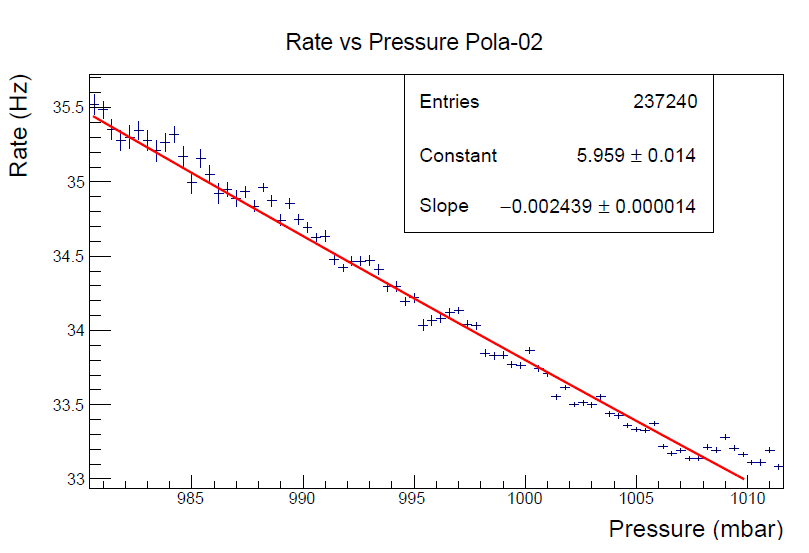 Rate vs Pressure Pola-02
Rate (Hz)
Entries 237240
Constant 5.959 ± 0.014
Slope −0.002439 ± 0.000014
35.5
35
34.5
34
33.5
33
985 990 995 1000 1005 1010
Pressure (mbar)